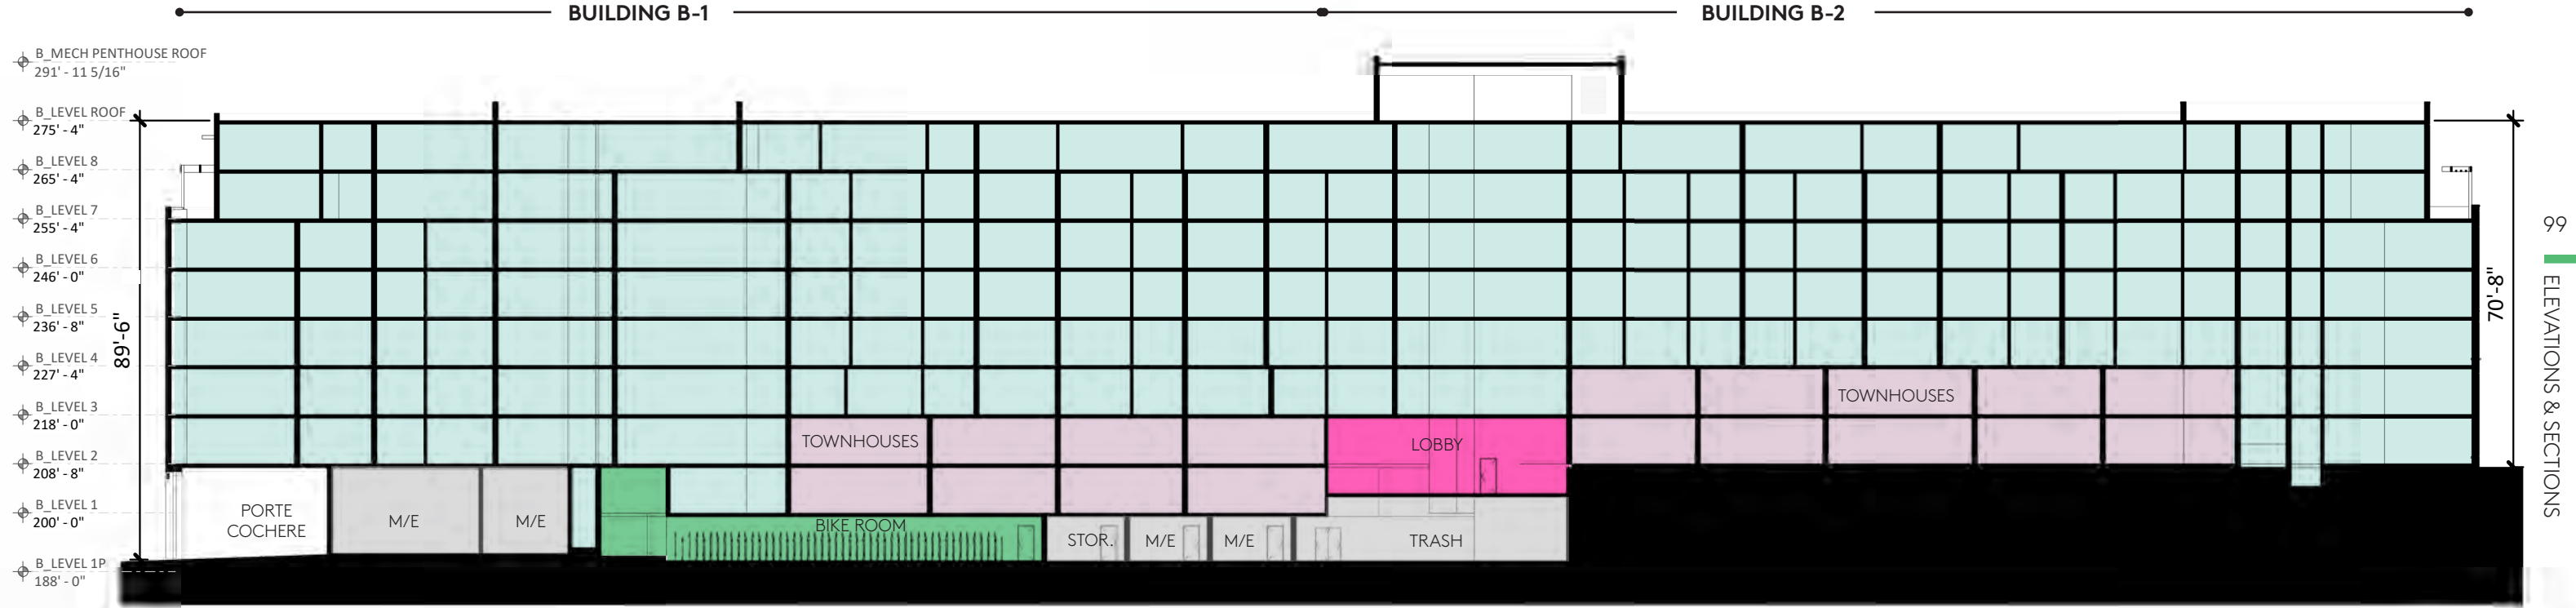 BUILDING B-1
BUILDING B-2
B_MECH PENTHOUSE ROOF
291' - 11 5/16"
B_LEVEL ROOF
275' - 4"
B_LEVEL 8
265' - 4"
B_LEVEL 7
255' - 4"
B_LEVEL 6
246' - 0"
B_LEVEL 5
236' - 8"
B_LEVEL 4
227' - 4"
B_LEVEL 3
218' - 0"
B_LEVEL 2
208' - 8"
B_LEVEL 1
200' - 0"
B_LEVEL 1P
188' - 0"
89'-6"
TOWNHOUSES
TOWNHOUSES
LOBBY
PORTE
COCHERE
M/E
M/E
BIKE ROOM
STOR.
M/E
M/E
TRASH
70'-8"
99
ELEVATIONS & SECTIONS